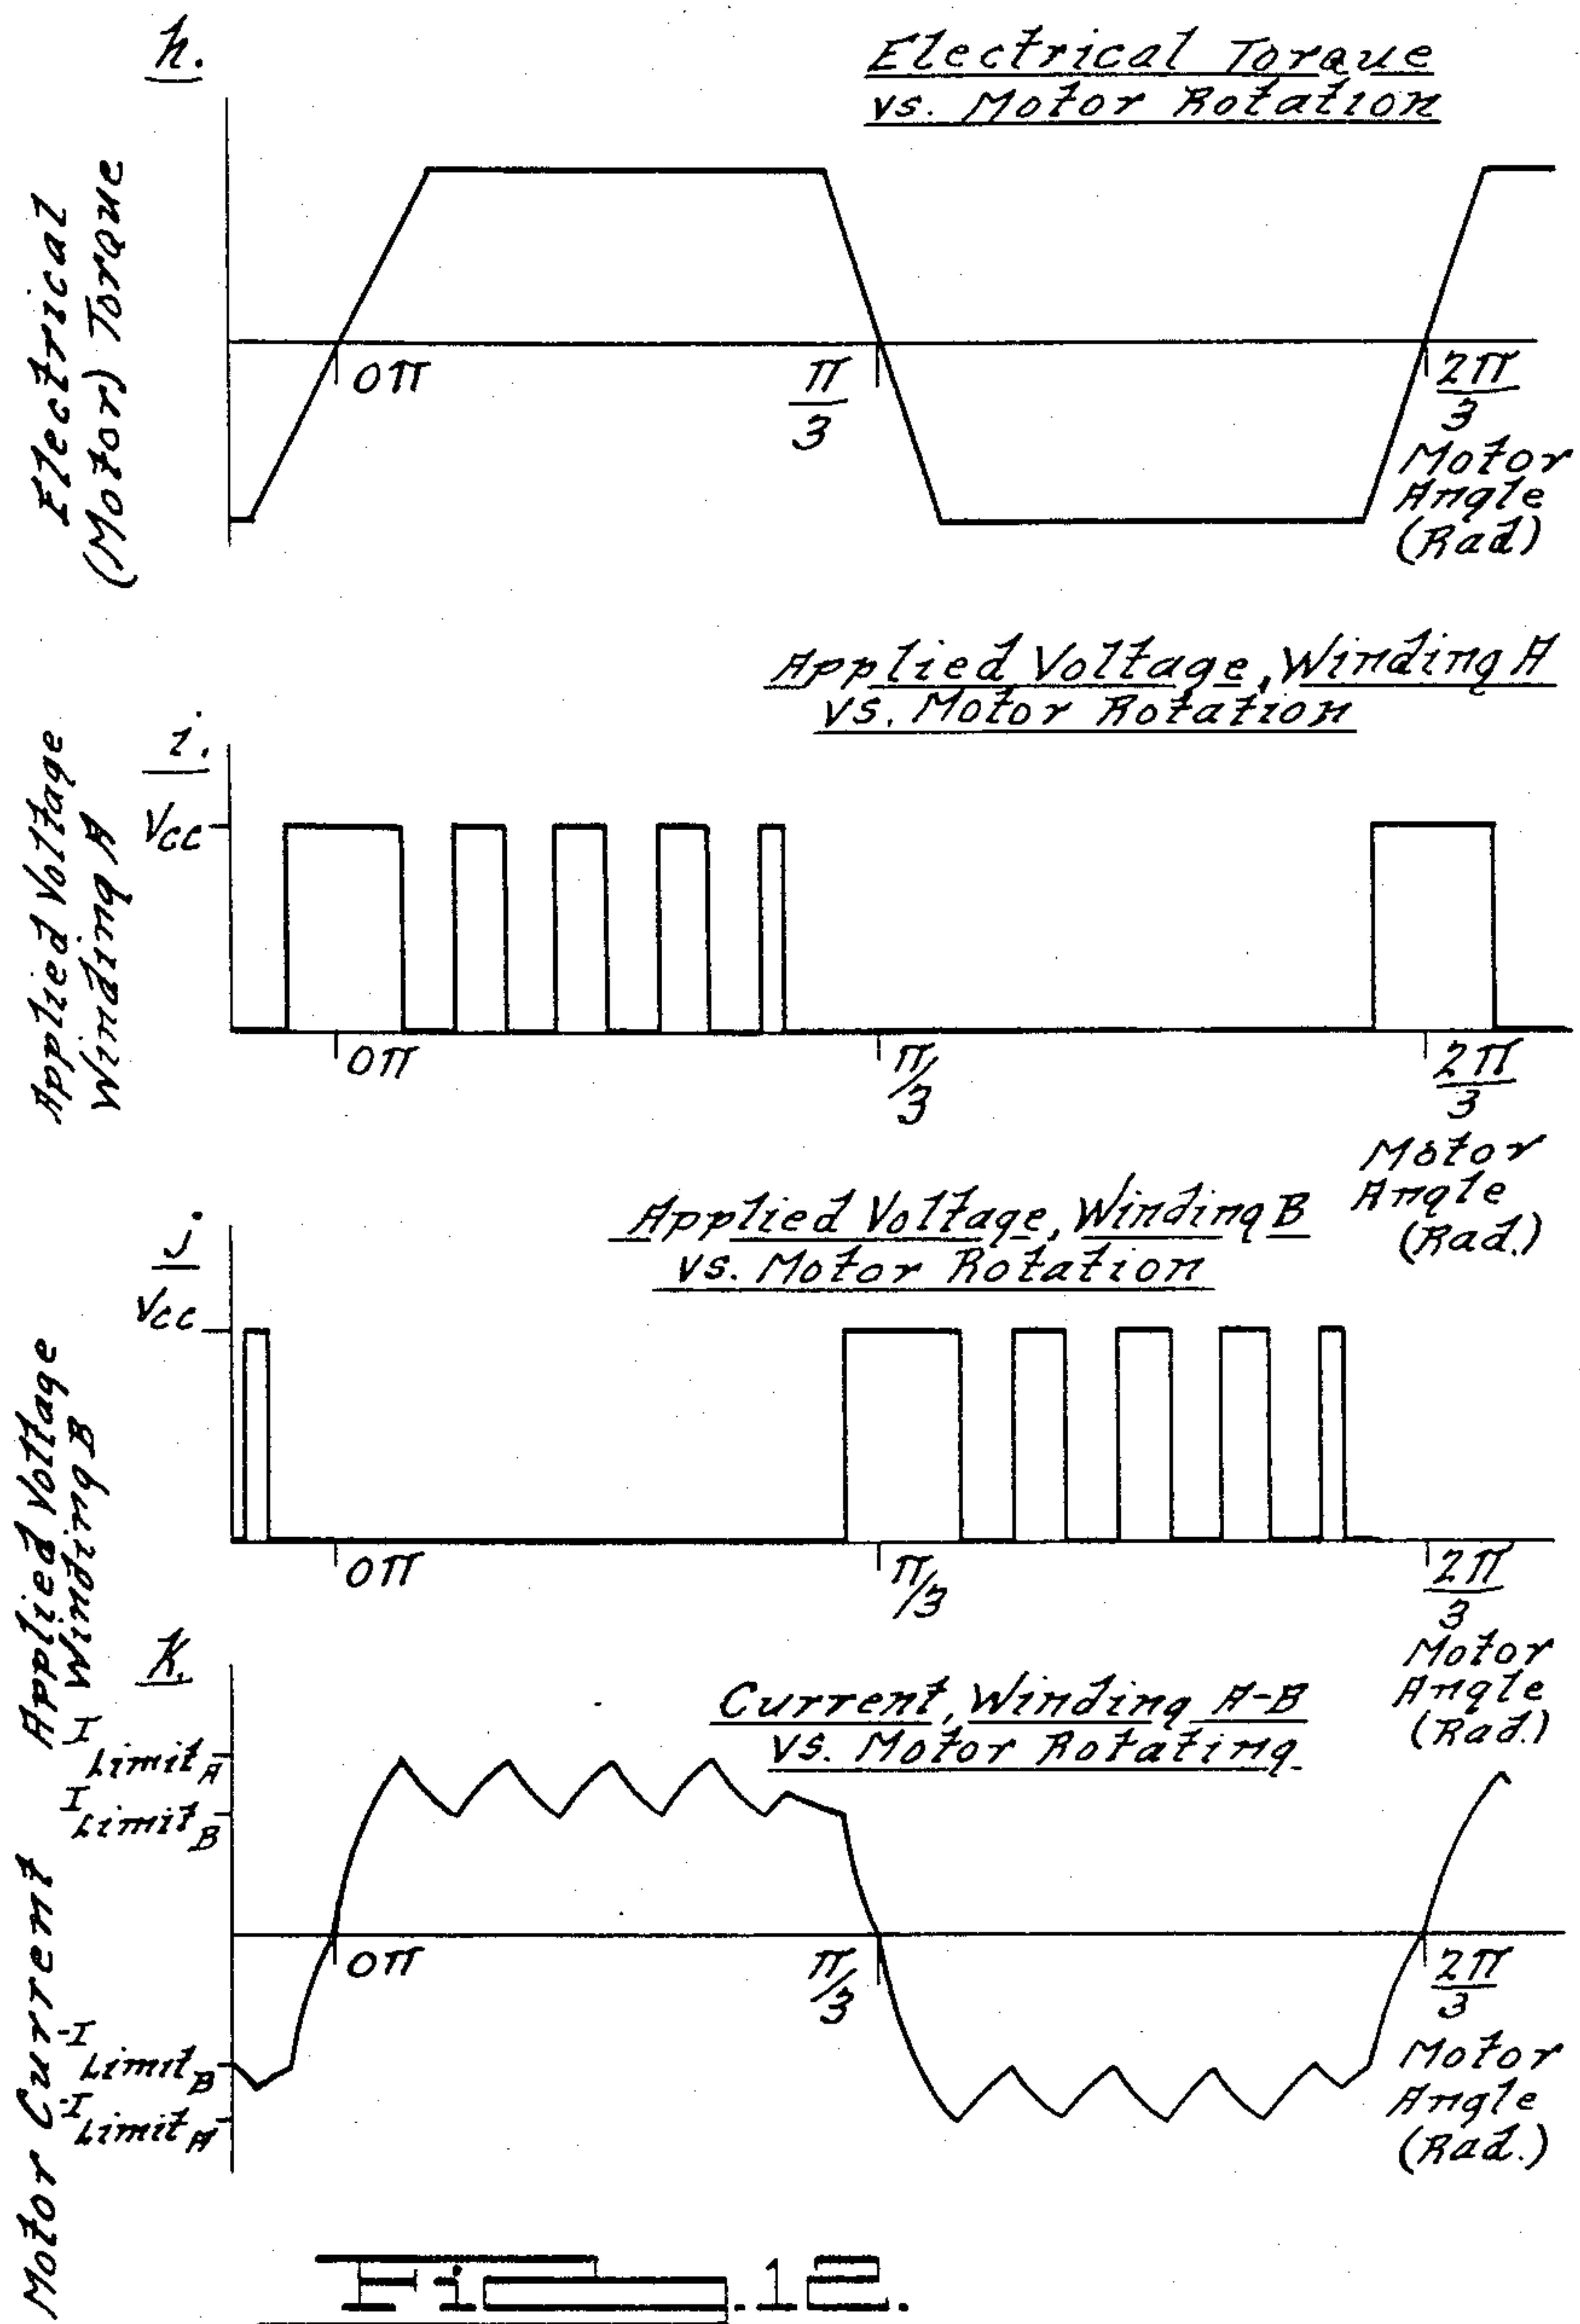 h.
Electrical Torque
vs. Motor Rotation
Electrical
(Motor) Torque
0π
π
3
2π
3
Motor
Angle
(Rad)
Applied Voltage, Winding A
vs. Motor Rotation
i.
Applied Voltage
Winding A
Vcc
0π
π/3
2π
3
Motor
Angle
(Rad.)
j.
Applied Voltage, Winding B
vs. Motor Rotation
Applied Voltage
Winding B
Vcc
0π
π/3
2π
3
Motor
Angle
(Rad.)
k.
Current, Winding A-B
vs. Motor Rotating
Motor Current
I Limit A
I Limit B
0π
π/3
2π
3
-I Limit B
-I Limit A
Motor
Angle
(Rad.)
Fig.12.